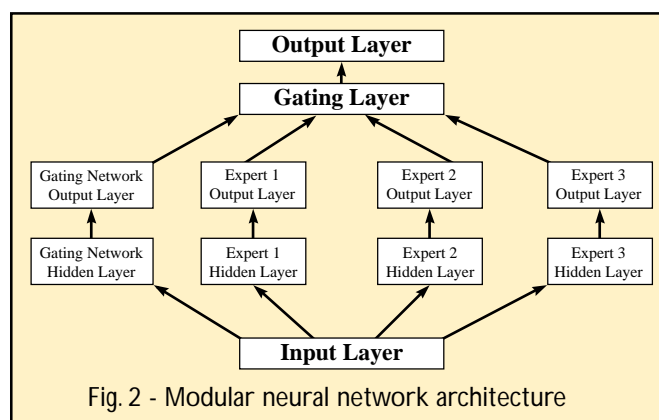 Output Layer
Gating Layer
Gating Network
Output Layer
Expert 1
Output Layer
Expert 2
Output Layer
Expert 3
Output Layer
Gating Network
Hidden Layer
Expert 1
Hidden Layer
Expert 2
Hidden Layer
Expert 3
Hidden Layer
Input Layer
Fig. 2 - Modular neural network architecture